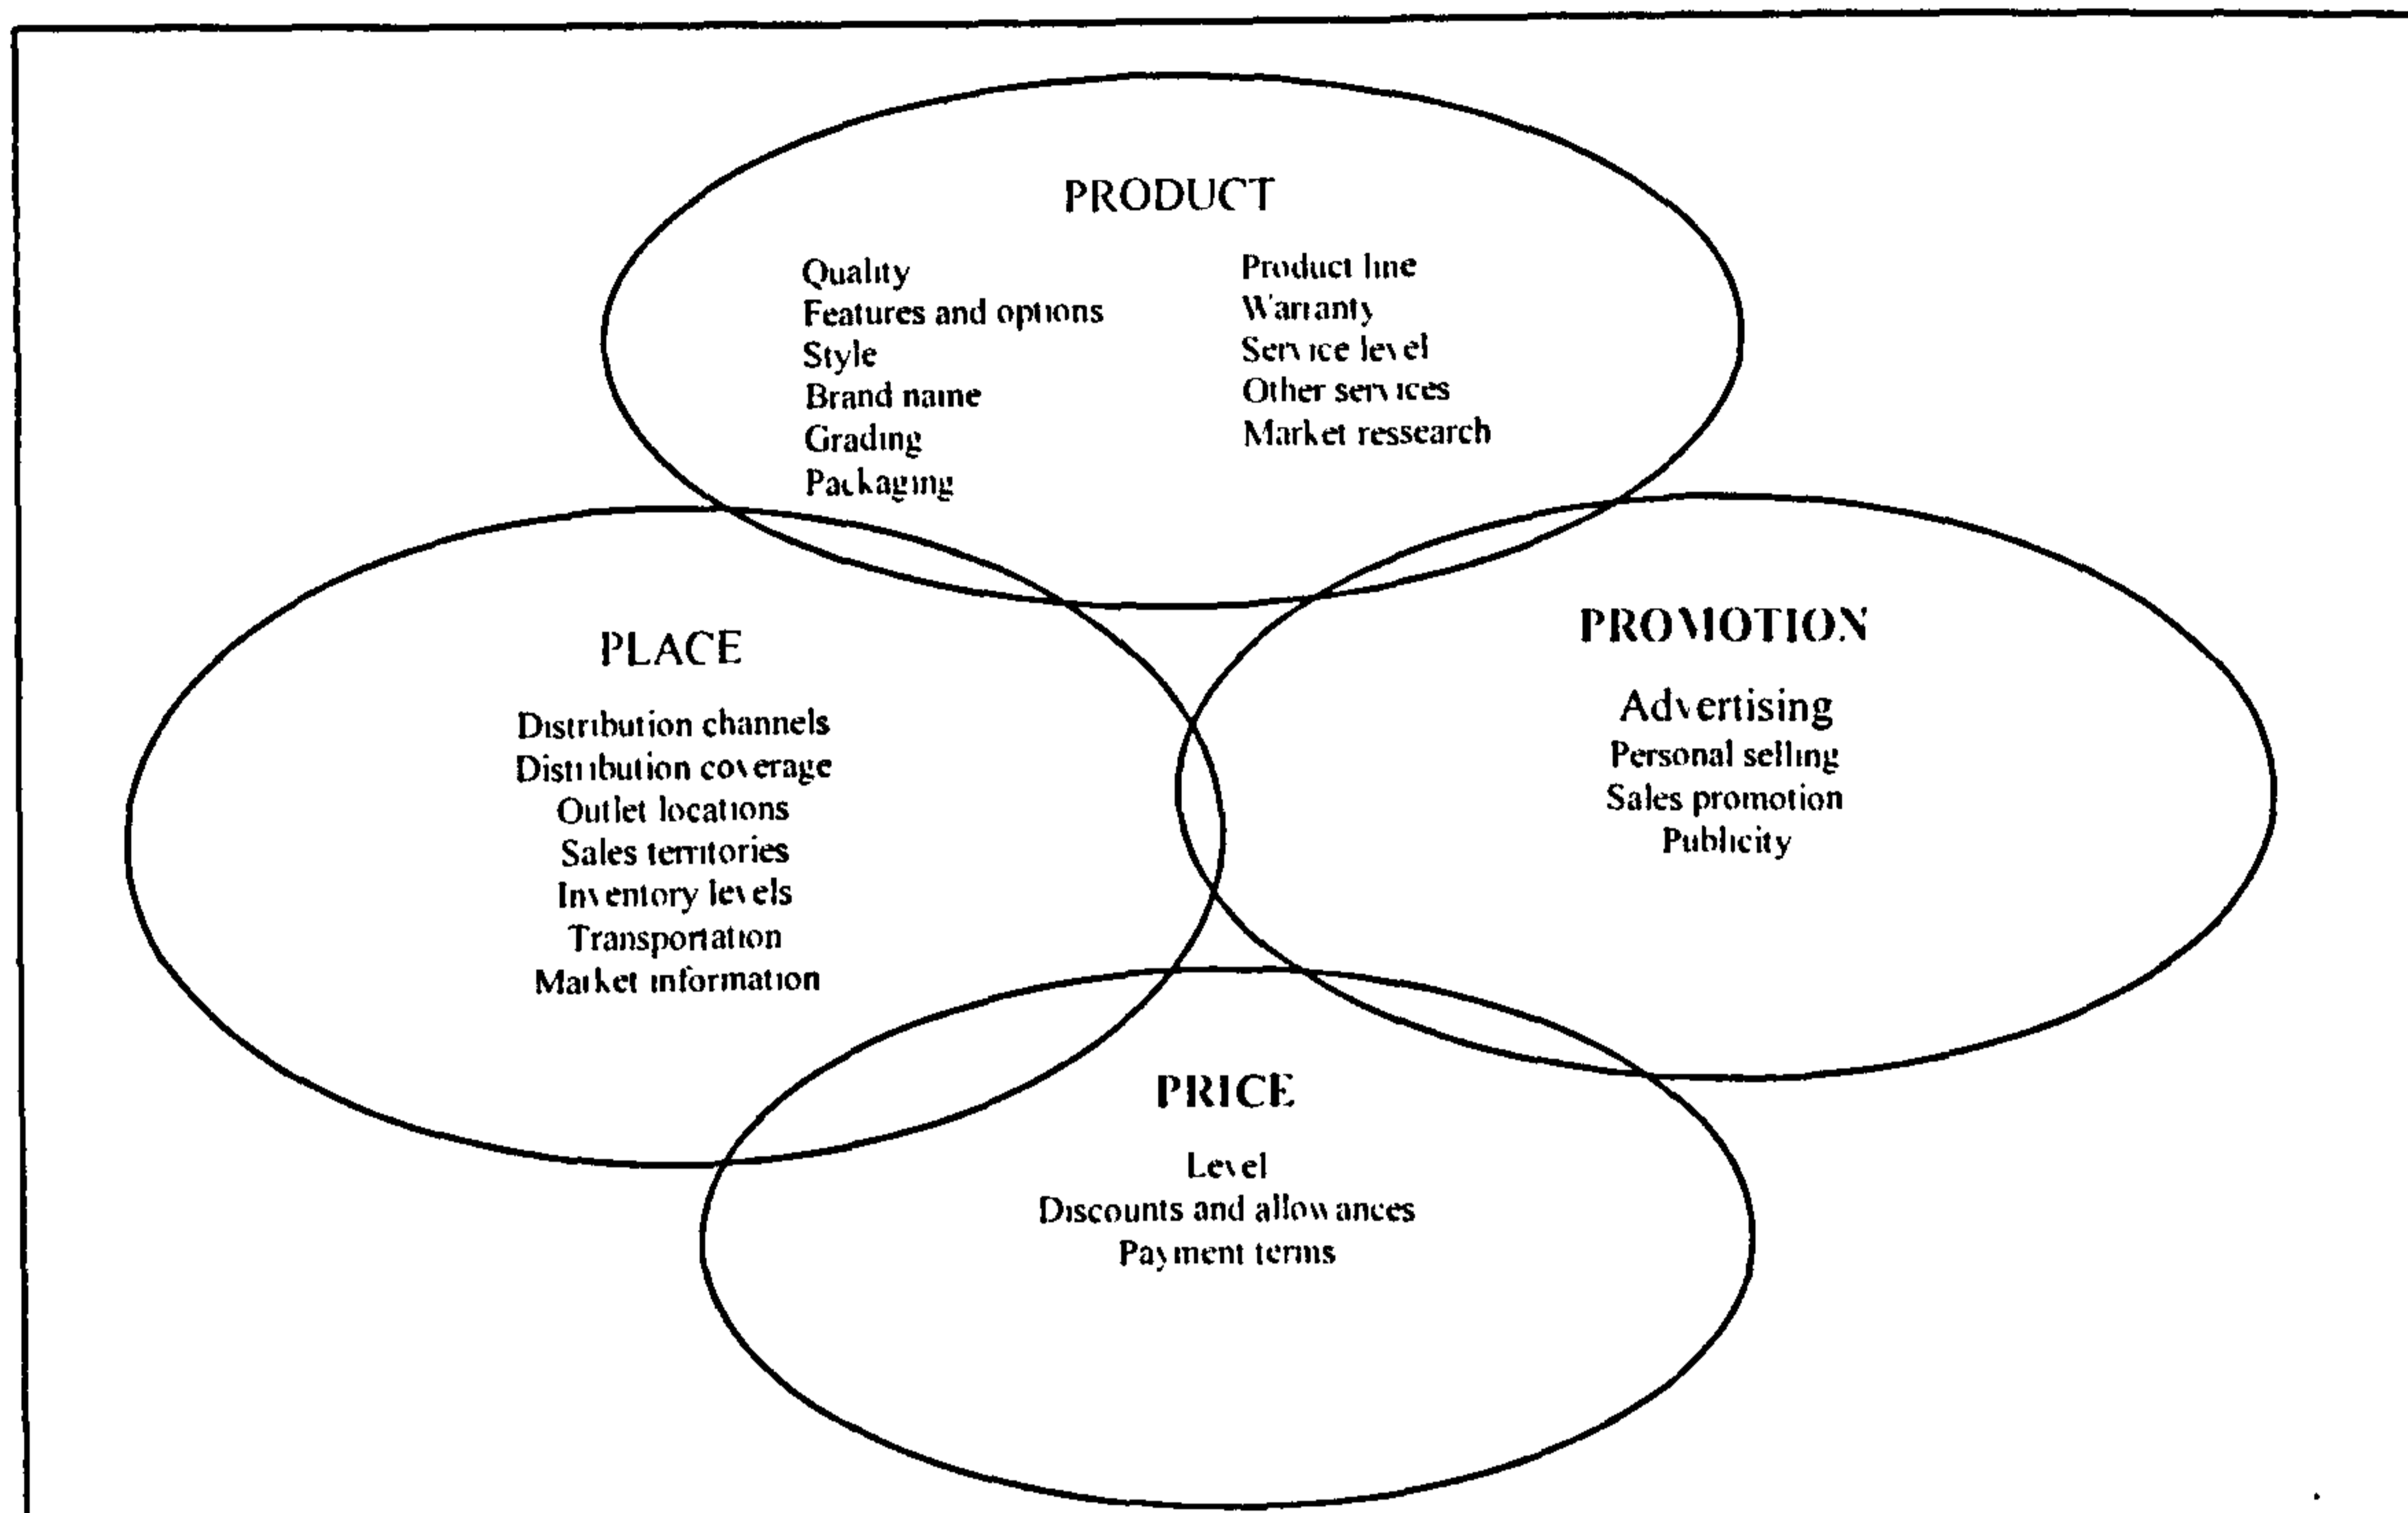 PRODUCT
Quality
Features and options
Style
Brand name
Grading
Packaging
Product line
Warranty
Service level
Other services
Market ressearch
PLACE
Distribution channels
Distribution coverage
Outlet locations
Sales territories
Inventory levels
Transportation
Market information
PROMOTION
Advertising
Personal selling
Sales promotion
Publicity
PRICE
Level
Discounts and allowances
Payment terms